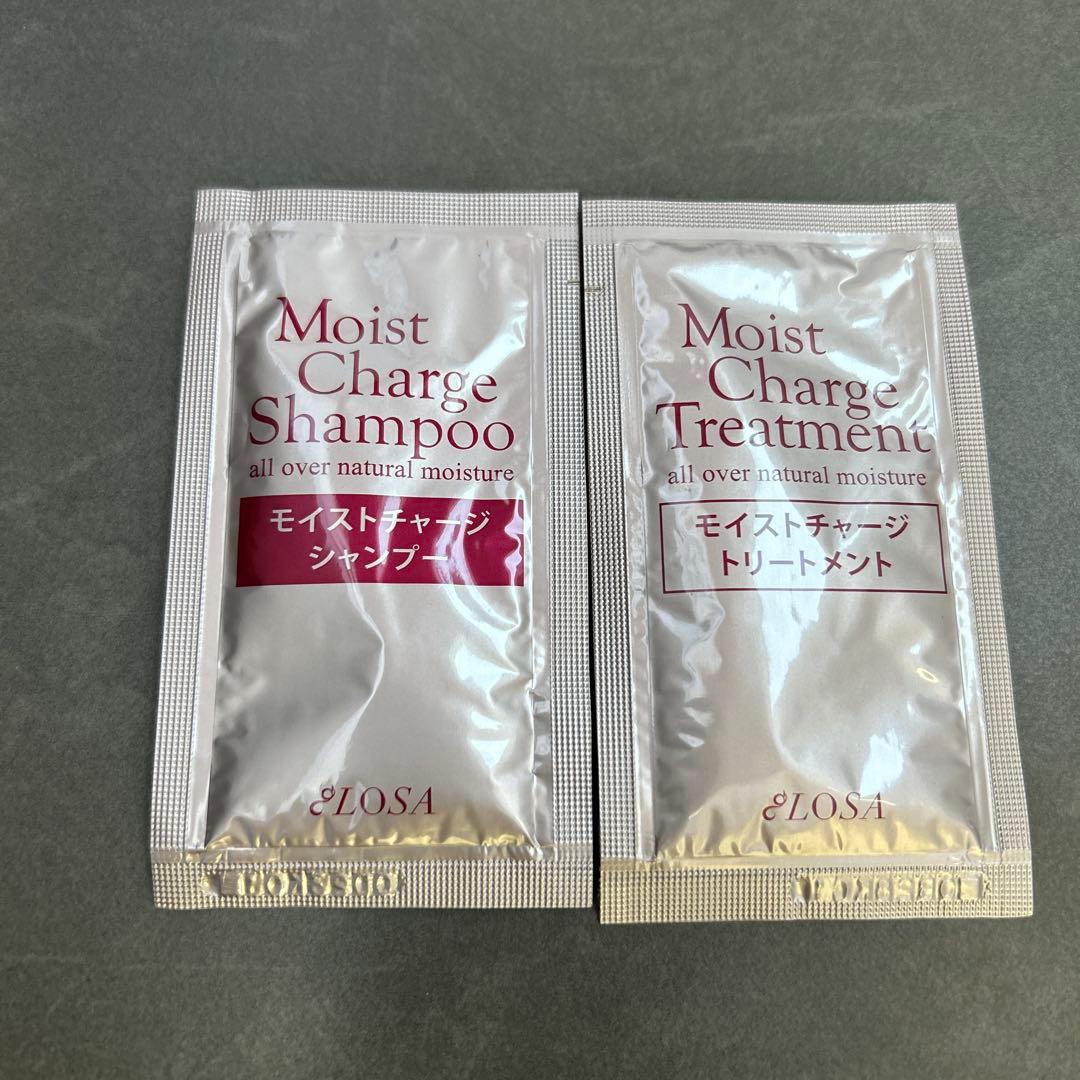 Moist
Charge
Shampoo
all over natural moisture
モイストチャージ
シャンプー
LOSA
Moist
Charge
Treatment
all over natural moisture
モイストチャージ
トリートメント
LOSA